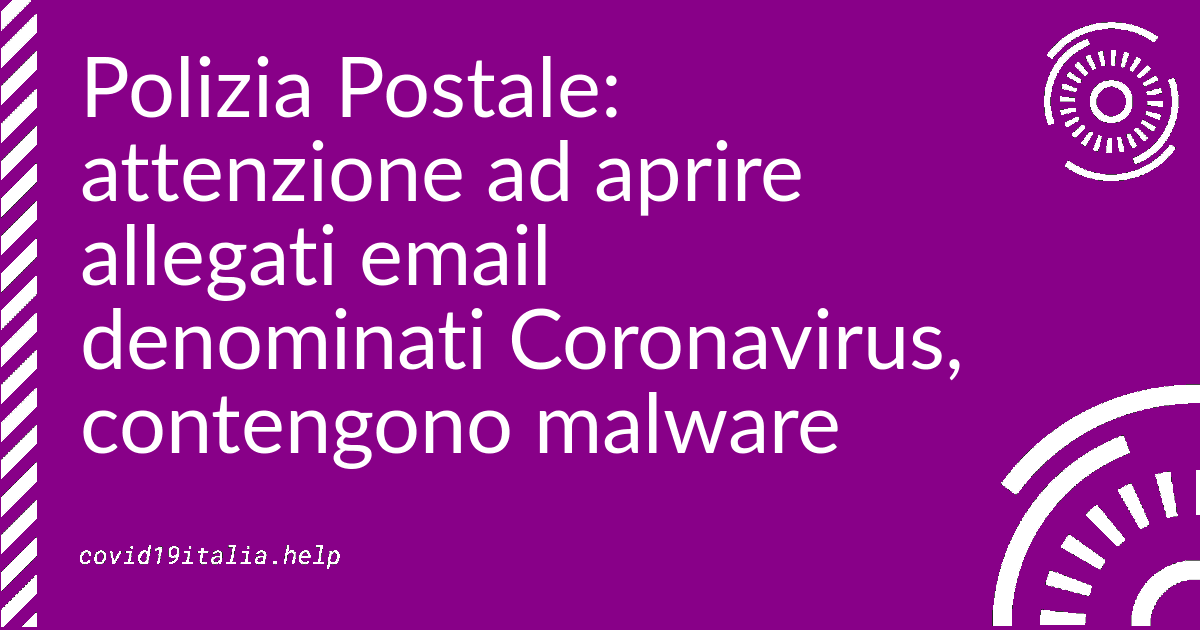 Polizia Postale:
attenzione ad aprire
allegati email
denominati Coronavirus,
contengono malware
covid19italia.help